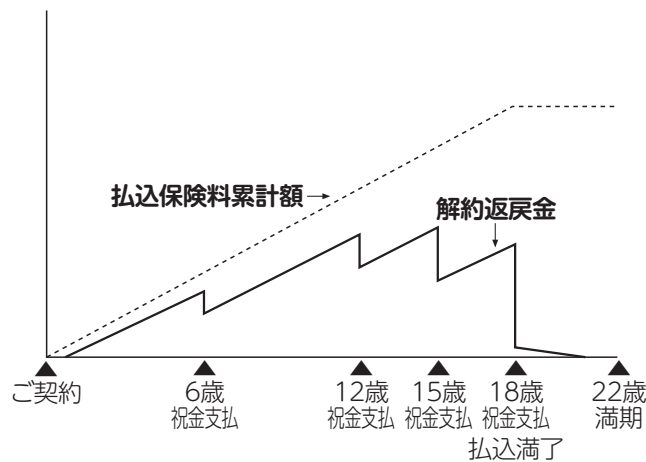 払込保険料累計額
解約返戻金
ご契約
6歳
祝金支払
12歳
祝金支払
15歳
祝金支払
18歳
祝金支払
払込満了
22歳
満期